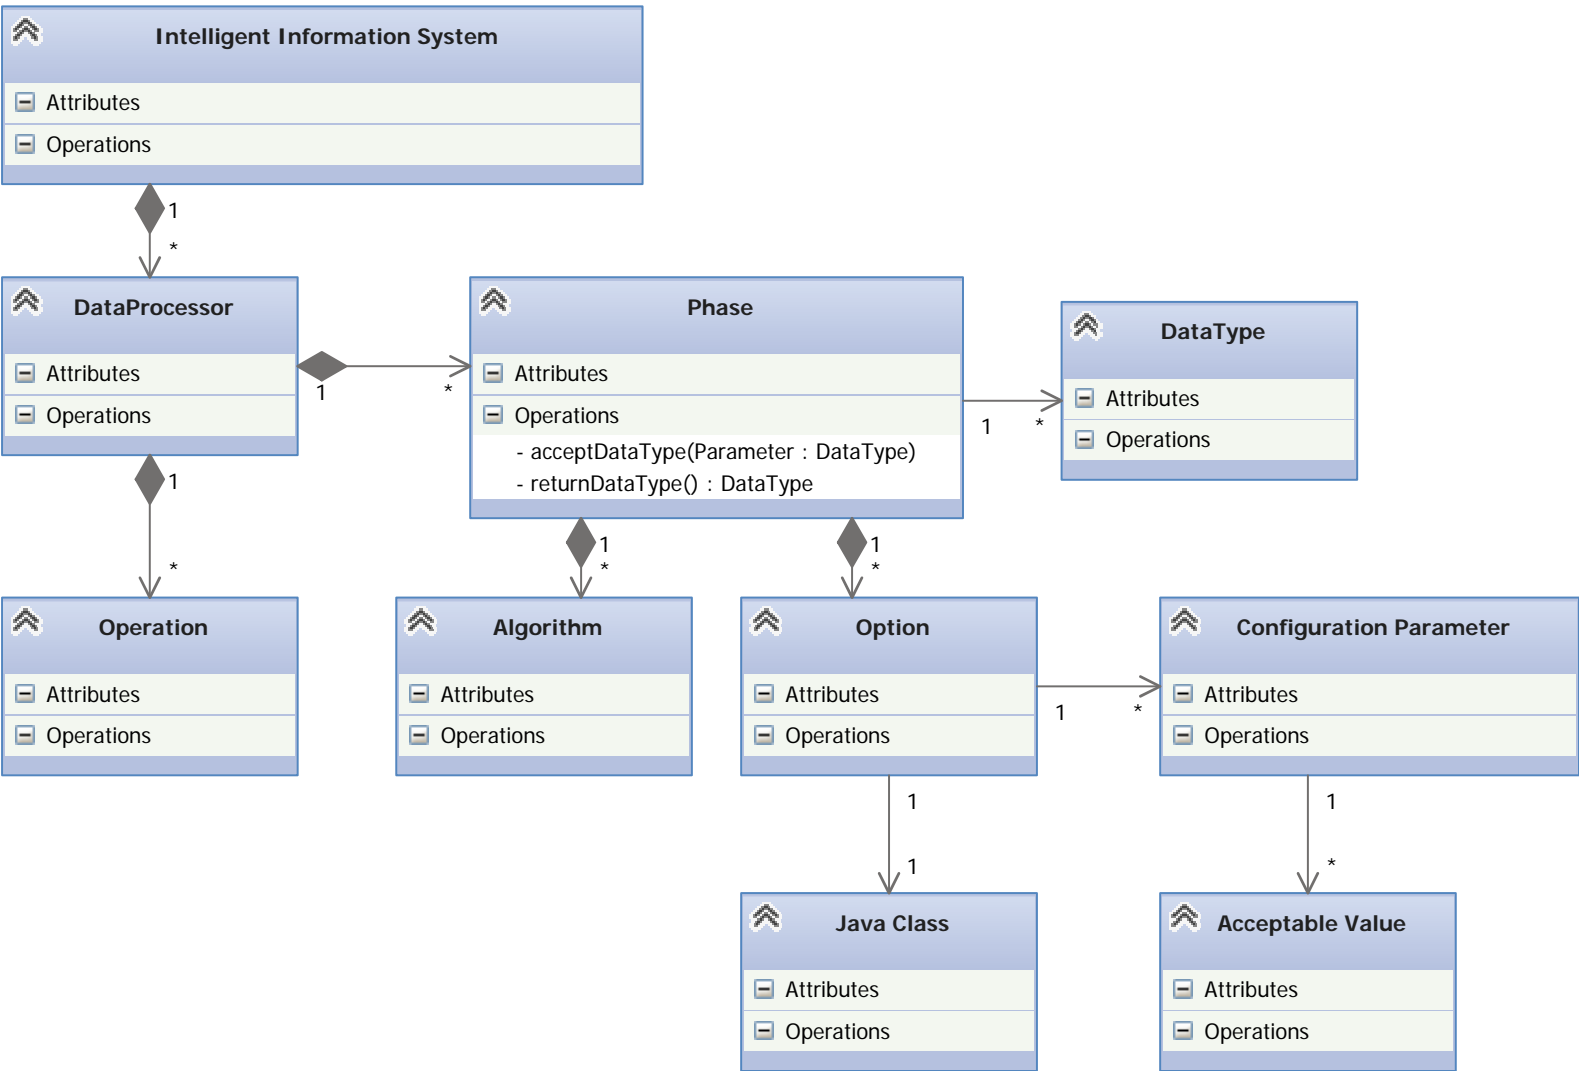 Intelligent Information System
Attributes
Operations
1
*
DataProcessor
Attributes
Operations
1
*
Phase
Attributes
Operations
- acceptDataType(Parameter : DataType)
- returnDataType() : DataType
1
*
DataType
Attributes
Operations
1
*
1
*
1
*
Operation
Attributes
Operations
Algorithm
Attributes
Operations
Option
Attributes
Operations
1
*
Configuration Parameter
Attributes
Operations
1
1
1
*
Java Class
Attributes
Operations
Acceptable Value
Attributes
Operations